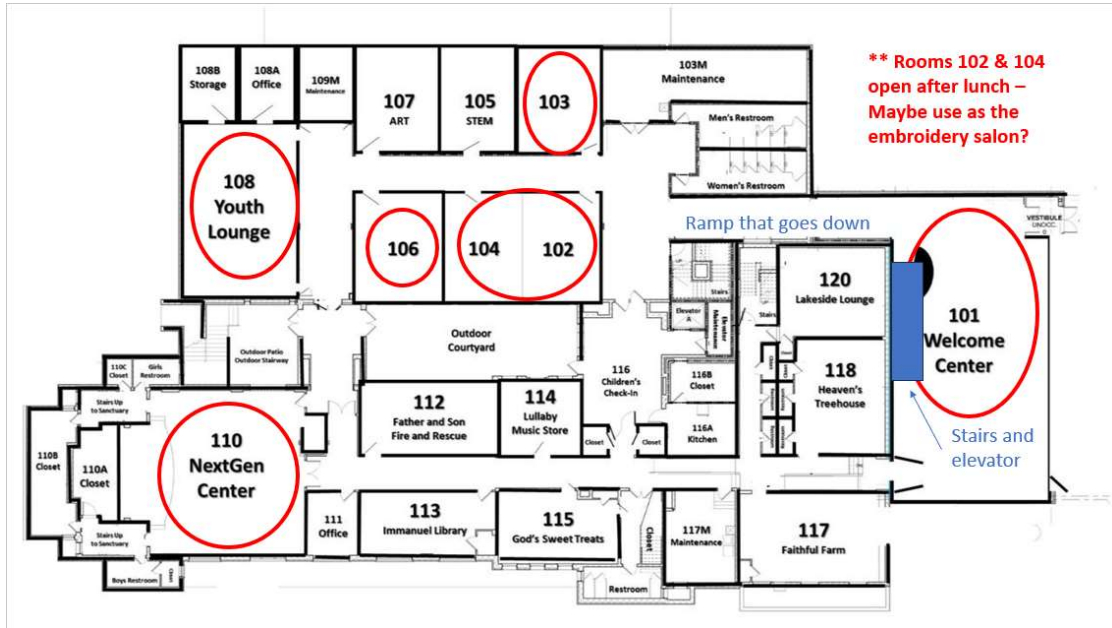 108B
Storage
108A
Office
109M
Maintenance
107
ART
105
STEM
103
103M
Maintenance
** Rooms 102 & 104
open after lunch –
Maybe use as the
embroidery salon?
Men's Restroom
Women's Restroom
108
Youth
Lounge
106
104
102
Ramp that goes down
VESTIBULE
Stairs
Elevator
A
Elevator
Maintenance
Stairs
120
Lakeside Lounge
101
Welcome
Center
Outdoor Patio
Outdoor Stairway
Outdoor
Courtyard
116
Children's
Check-In
116B
Closet
118
Heaven's
Treehouse
110C
Closet
Girls
Restroom
Stairs Up
to Sanctuary
112
Father and Son
Fire and Rescue
114
Lullaby
Music Store
Closet
Closet
116A
Kitchen
Stairs and
elevator
110B
Closet
110A
Closet
110
NextGen
Center
111
Office
113
Immanuel Library
115
God's Sweet Treats
Closet
117M
Maintenance
117
Faithful Farm
Stairs Up
to Sanctuary
Boys Restroom
Closet
Restroom